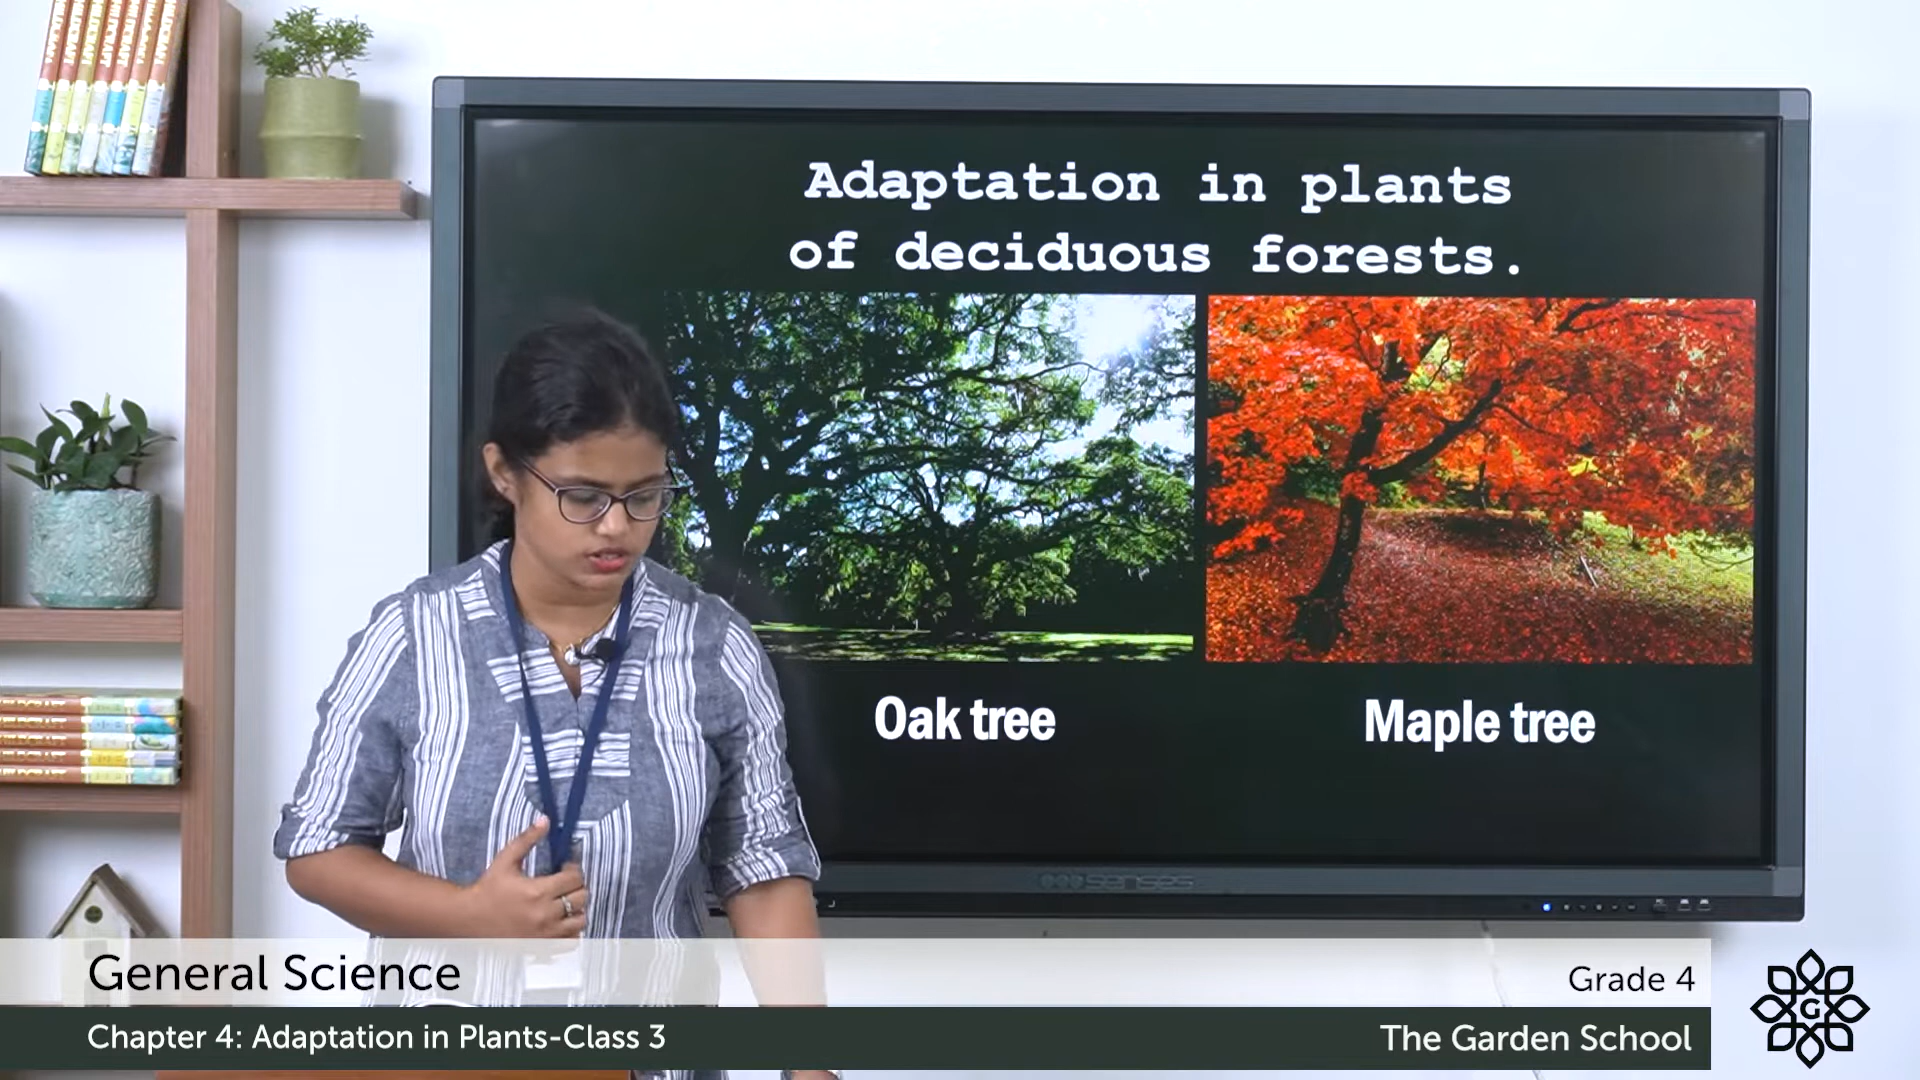 Adaptation in plants
of deciduous forests.
Oak tree
Maple tree
senses
General Science
Grade 4
Chapter 4: Adaptation in Plants-Class 3
The Garden School
G